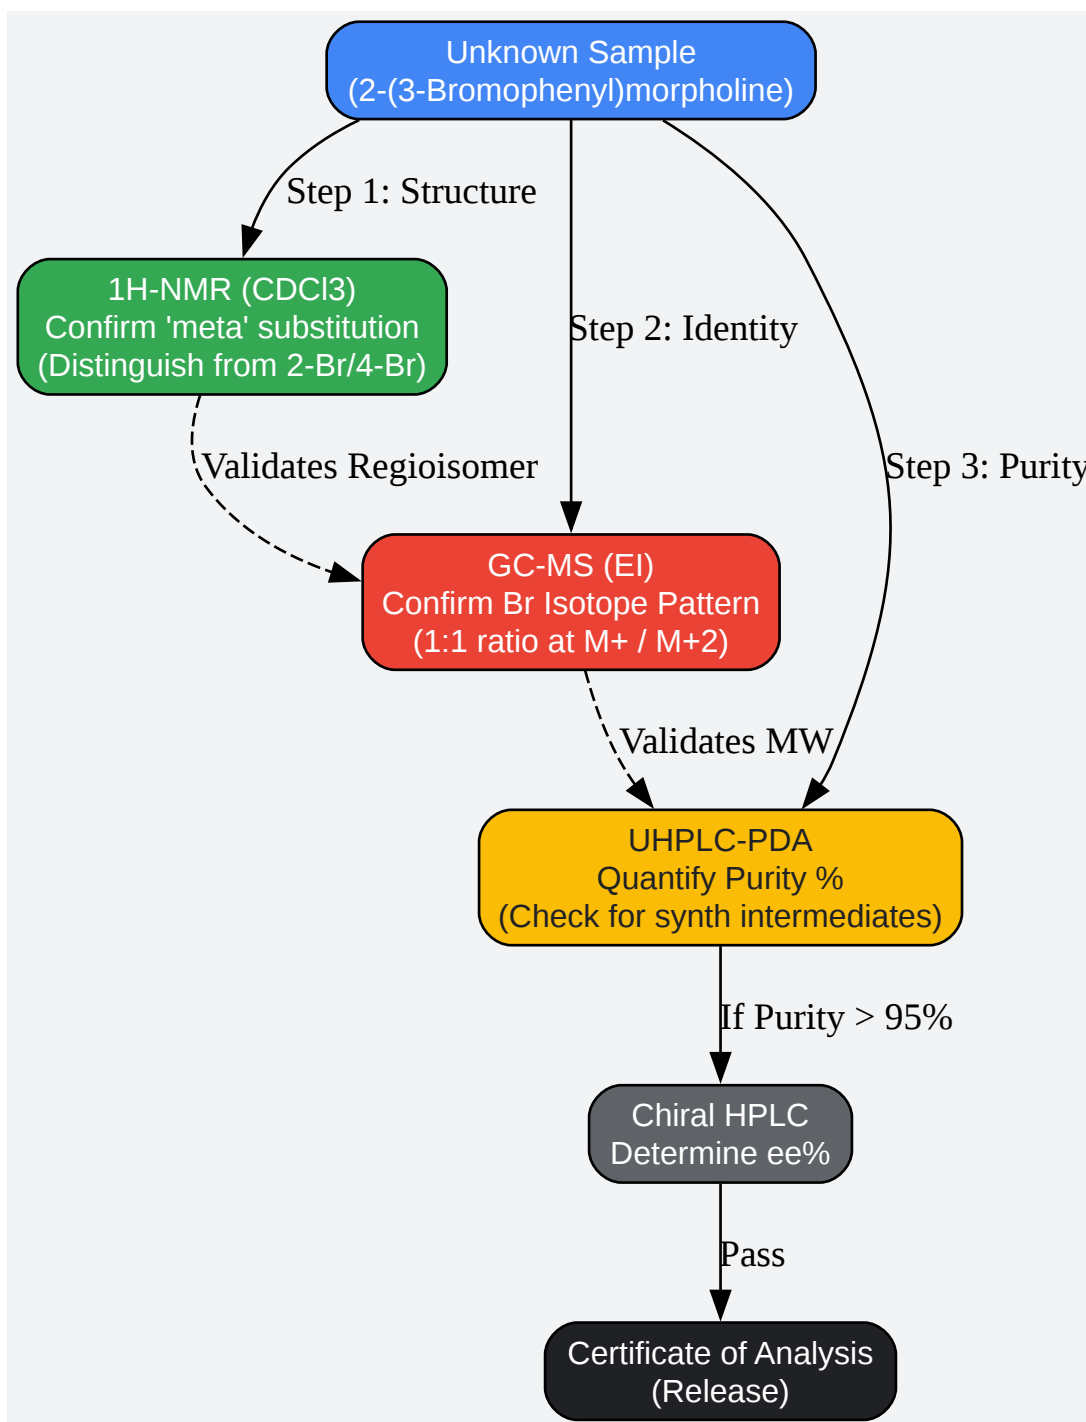 Unknown Sample
(2-(3-Bromophenyl)morpholine)
Step 1: Structure
1H-NMR (CDCl3)
Confirm 'meta' substitution
(Distinguish from 2-Br/4-Br)
Step 2: Identity
Validates Regioisomer
Step 3: Purity
GC-MS (EI)
Confirm Br Isotope Pattern
(1:1 ratio at M+ / M+2)
Validates MW
UHPLC-PDA
Quantify Purity %
(Check for synth intermediates)
If Purity > 95%
Chiral HPLC
Determine ee%
Pass
Certificate of Analysis
(Release)